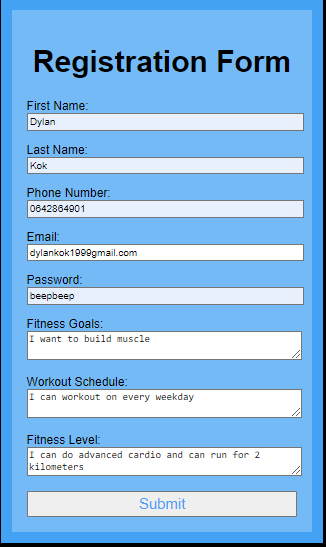 Registration Form
First Name:
Dylan
Last Name:
Kok
Phone Number:
0642864901
Email:
dylankok1999gmail.com
Password:
beepbeep
Fitness Goals:
I want to build muscle
Workout Schedule:
I can workout on every weekday
Fitness Level:
I can do advanced cardio and can run for 2
kilometers
Submit